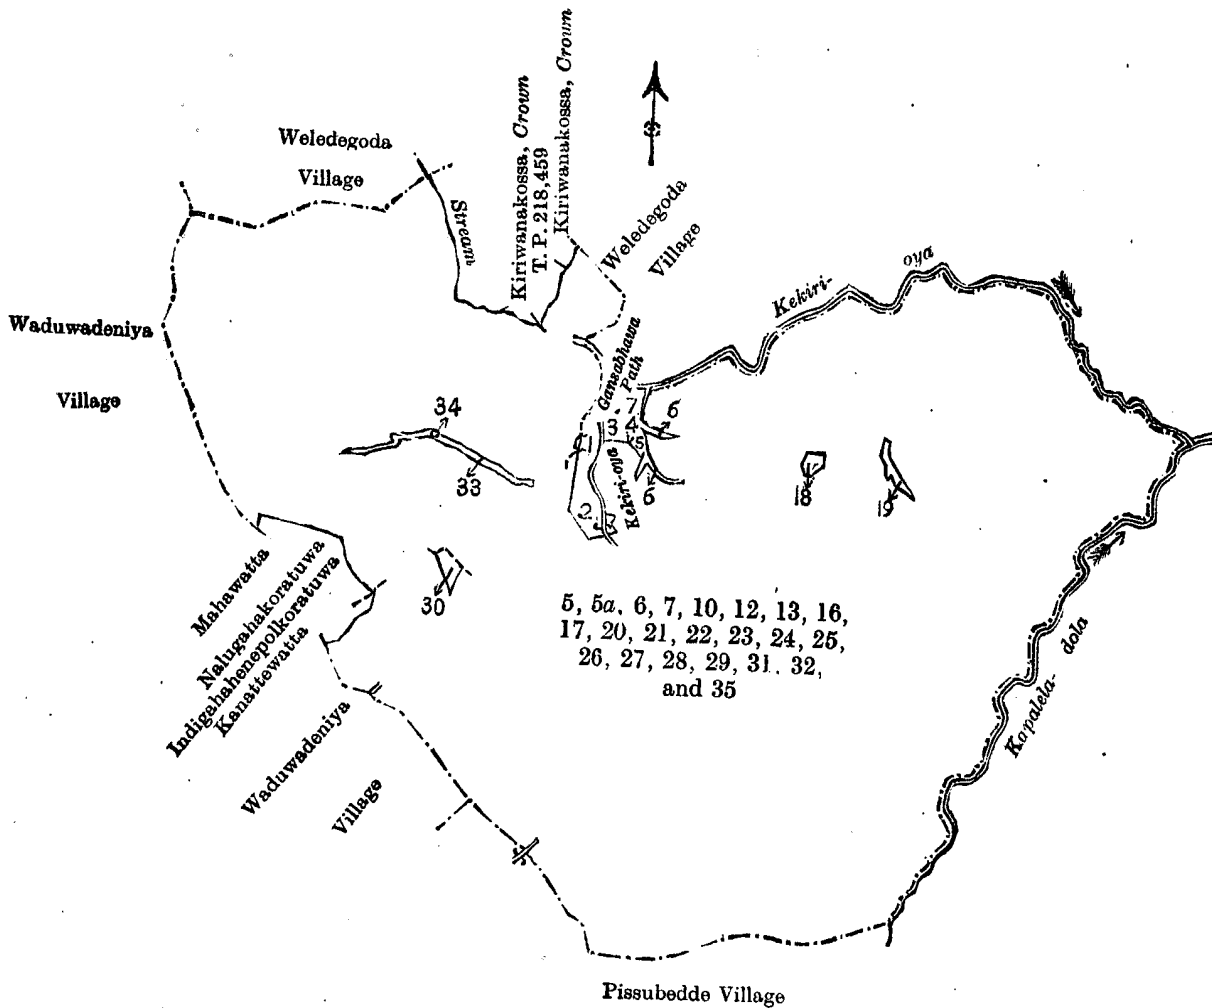 Weledegoda
Village
Stream
Kiriwanakossa, Crown
T. P. 218,459
Kiriwanakossa, Crown
Weledegoda
Village
Kekiri-
oya
Waduwadeniya
Village
Gansabhawa
Path
34
33
7
3
4
5
6
1
Kekiri-oya
6
2
18
19
30
Mahawatta
Nalugahakoratuwa
Indigahahenepolkoratuwa
Kanattewatta
5, 5a, 6, 7, 10, 12, 13, 16,
17, 20, 21, 22, 23, 24, 25,
26, 27, 28, 29, 31. 32,
and 35
Kapalela-
dola
Waduwadeniya
Village
Pissubedde Village